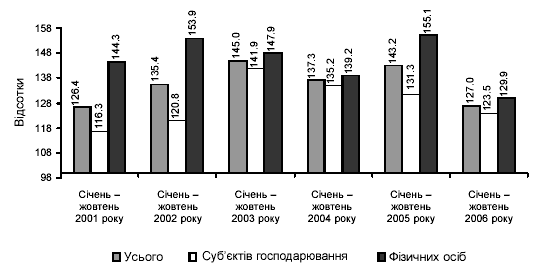 Відсотки
158
148
138
128
118
108
98
126.4
116.3
144.3
135.4
120.8
153.9
145.0
141.9
147.9
137.3
135.2
139.2
143.2
131.3
155.1
127.0
123.5
129.9
Січень –
жовтень
2001 року
Січень –
жовтень
2002 року
Січень –
жовтень
2003 року
Січень –
жовтень
2004 року
Січень –
жовтень
2005 року
Січень –
жовтень
2006 року
Усього
Суб’єктів господарювання
Фізичних осіб